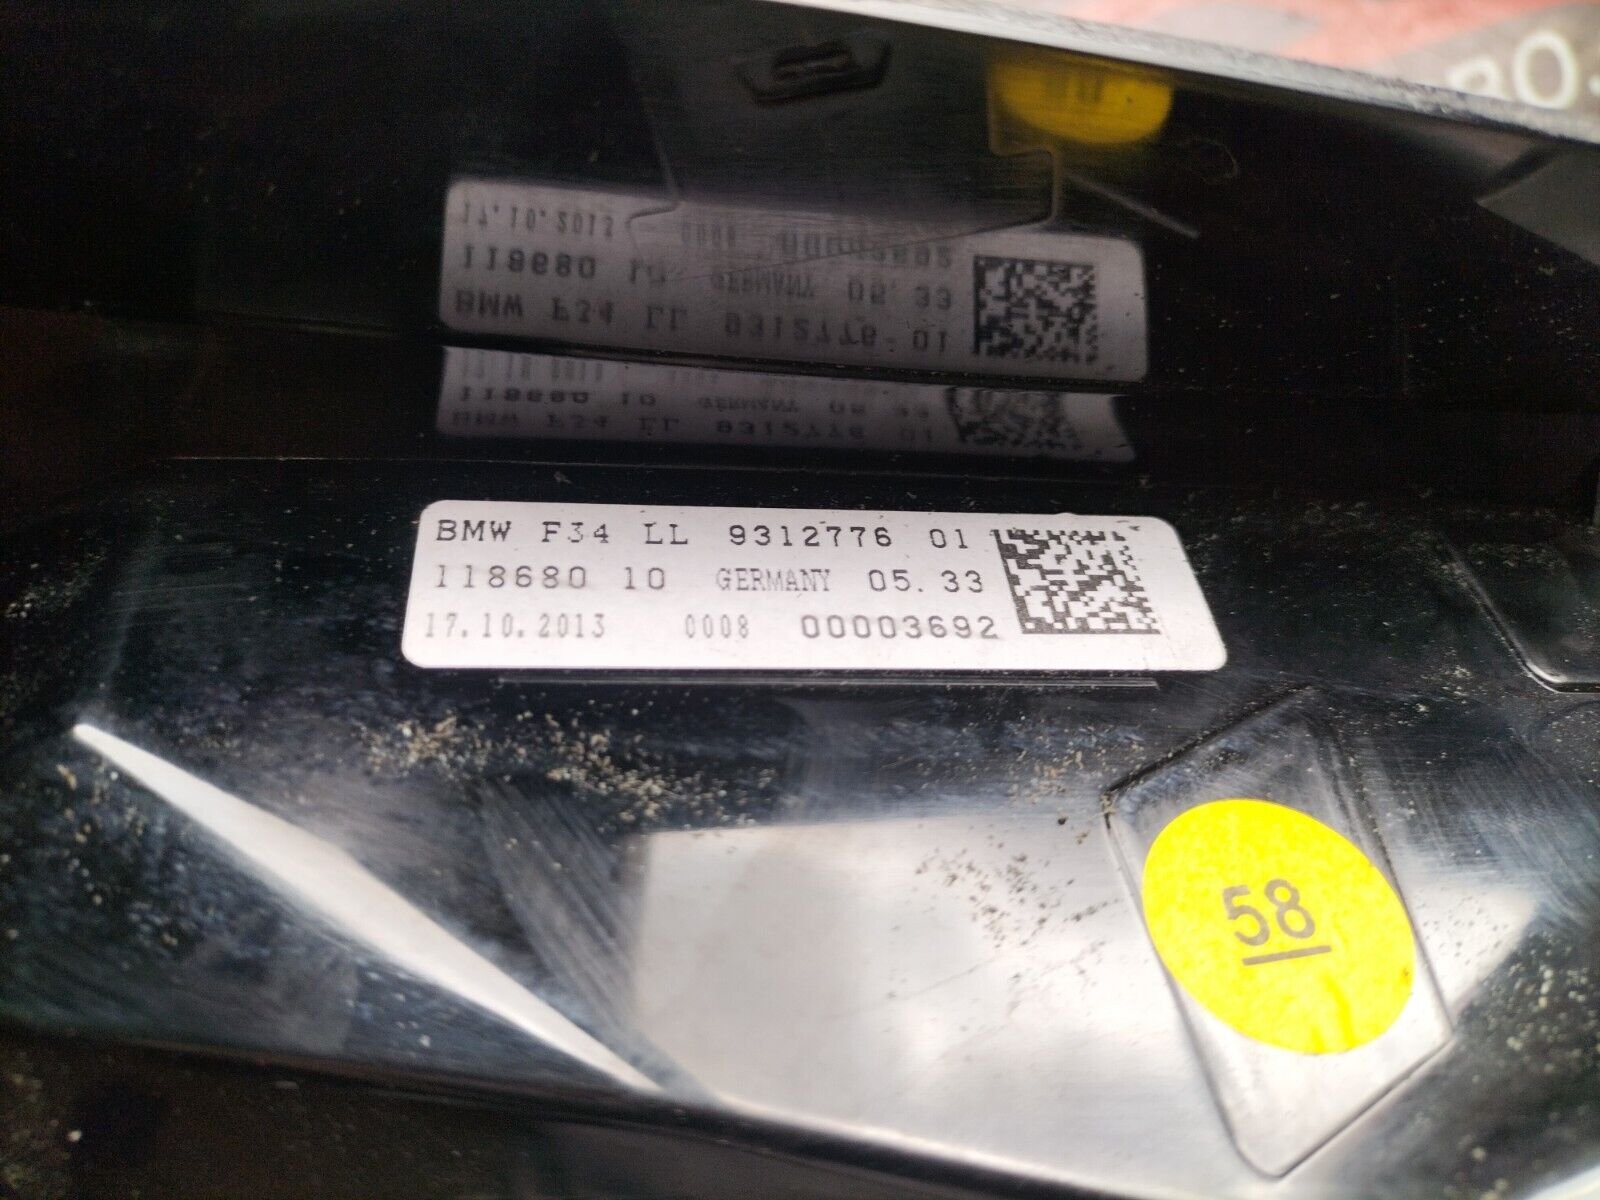 BMW F34 LL 9312776 01
118680 10 GERMANY 05.33
17.10.2013 0008 00003692
58